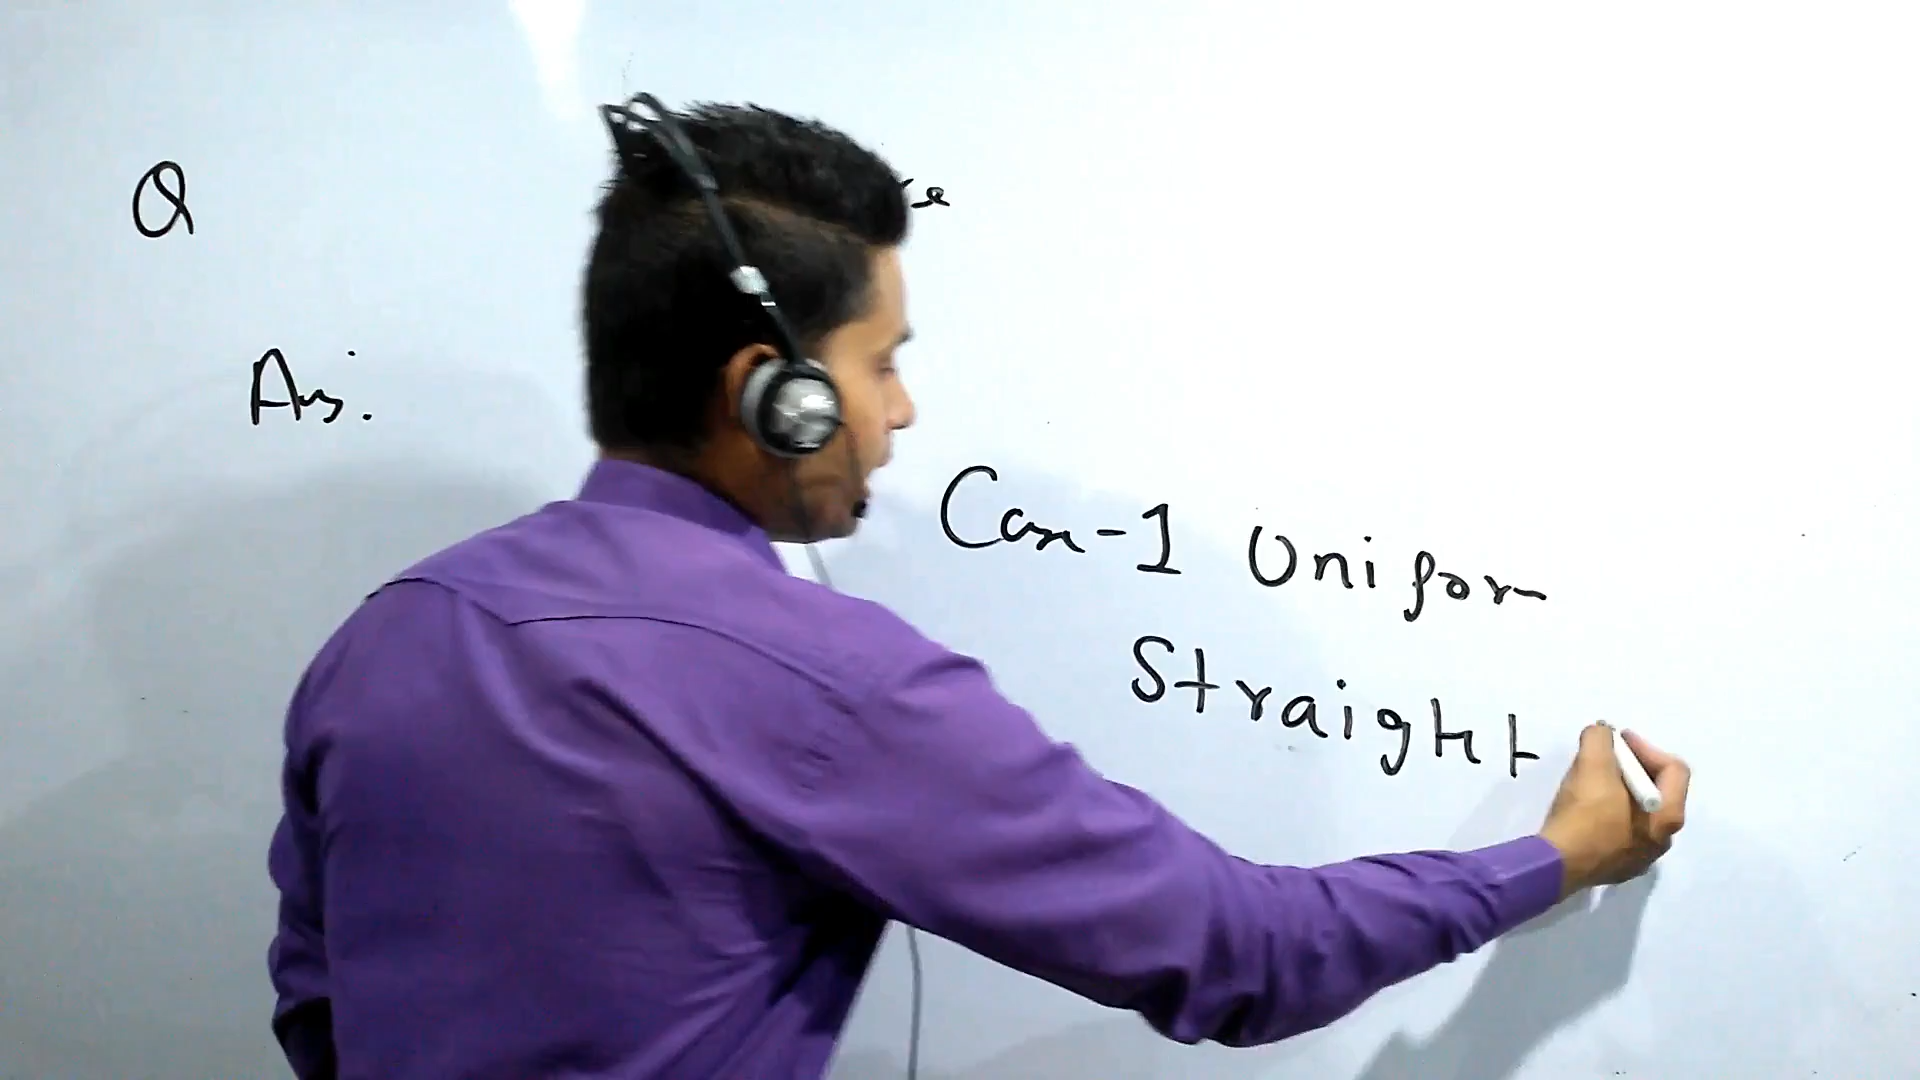 Q
Ans.
Case-1 Uniform
Straight